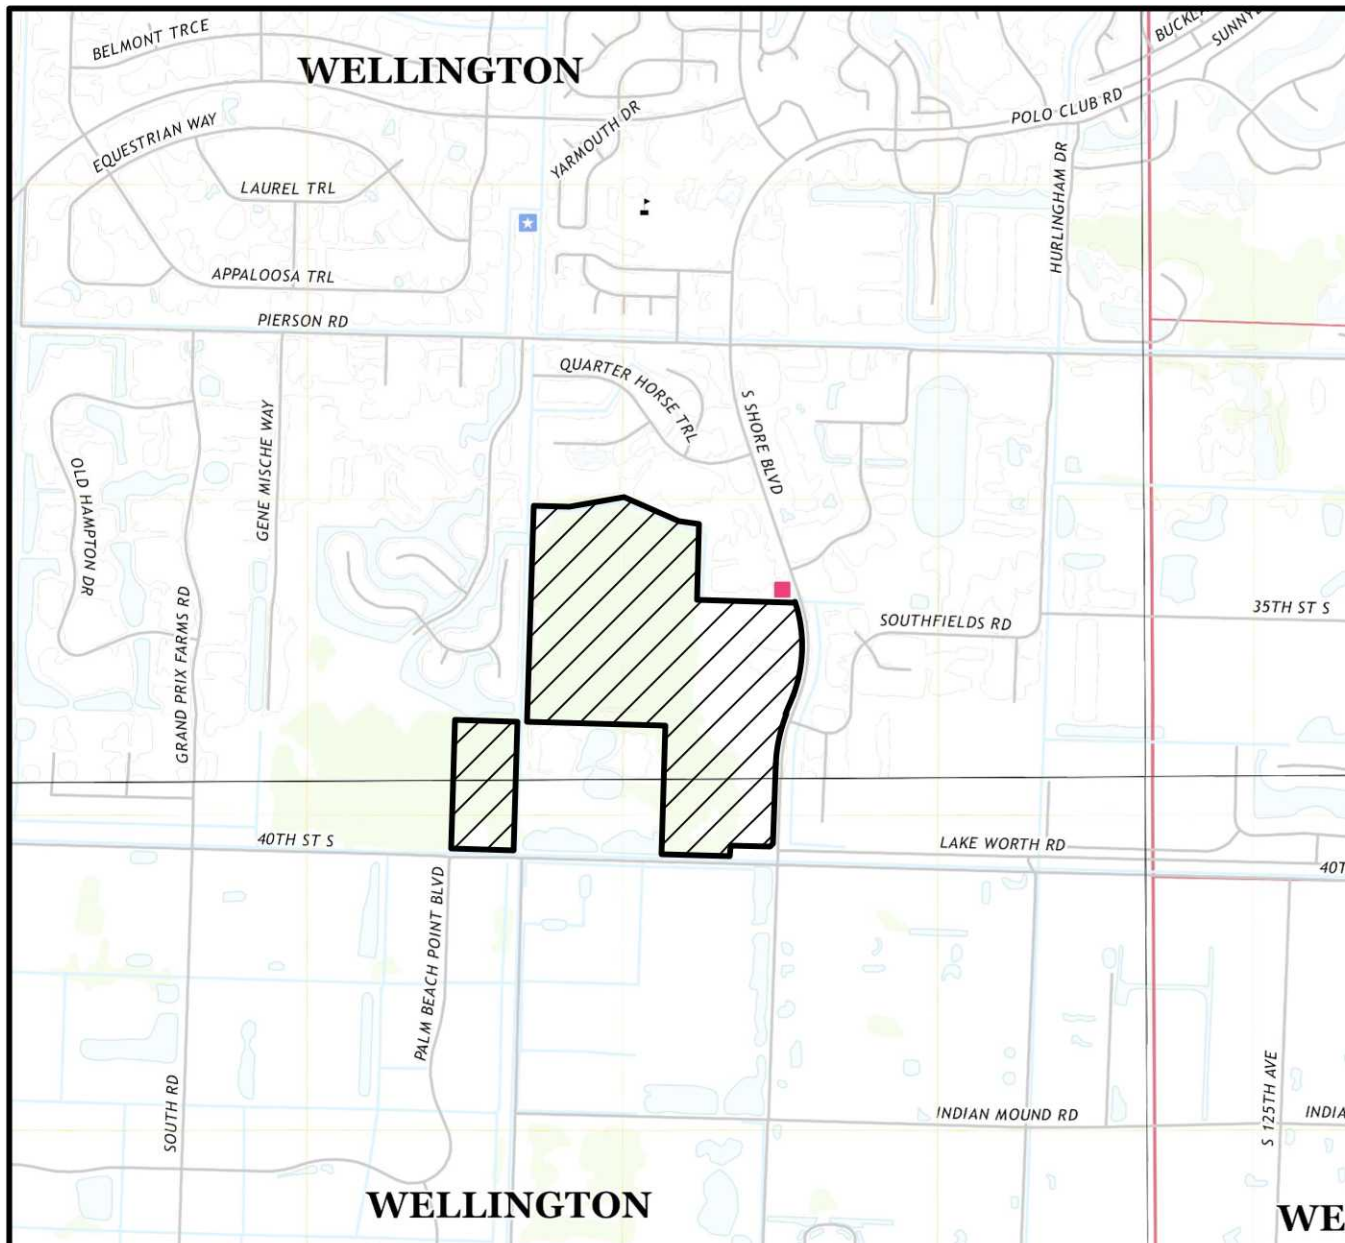 BELMONT TRCE
WELLINGTON
SUNNY
POLO CLUB RD
EQUESTRIAN WAY
YARMOUTH DR
LAUREL TRL
HURLINGHAM DR
APPALOOSA TRL
PIERSON RD
QUARTER HORSE TRL
S SHORE BLVD
GENE MISCHE WAY
OLD HAMPTON DR
GRAND PRIX FARMS RD
35TH ST S
SOUTHFIELDS RD
40TH ST S
LAKE WORTH RD
40T
PALM BEACH POINT BLVD
SOUTH RD
S 125TH AVE
INDIAN MOUND RD
INDIA
WELLINGTON
WE